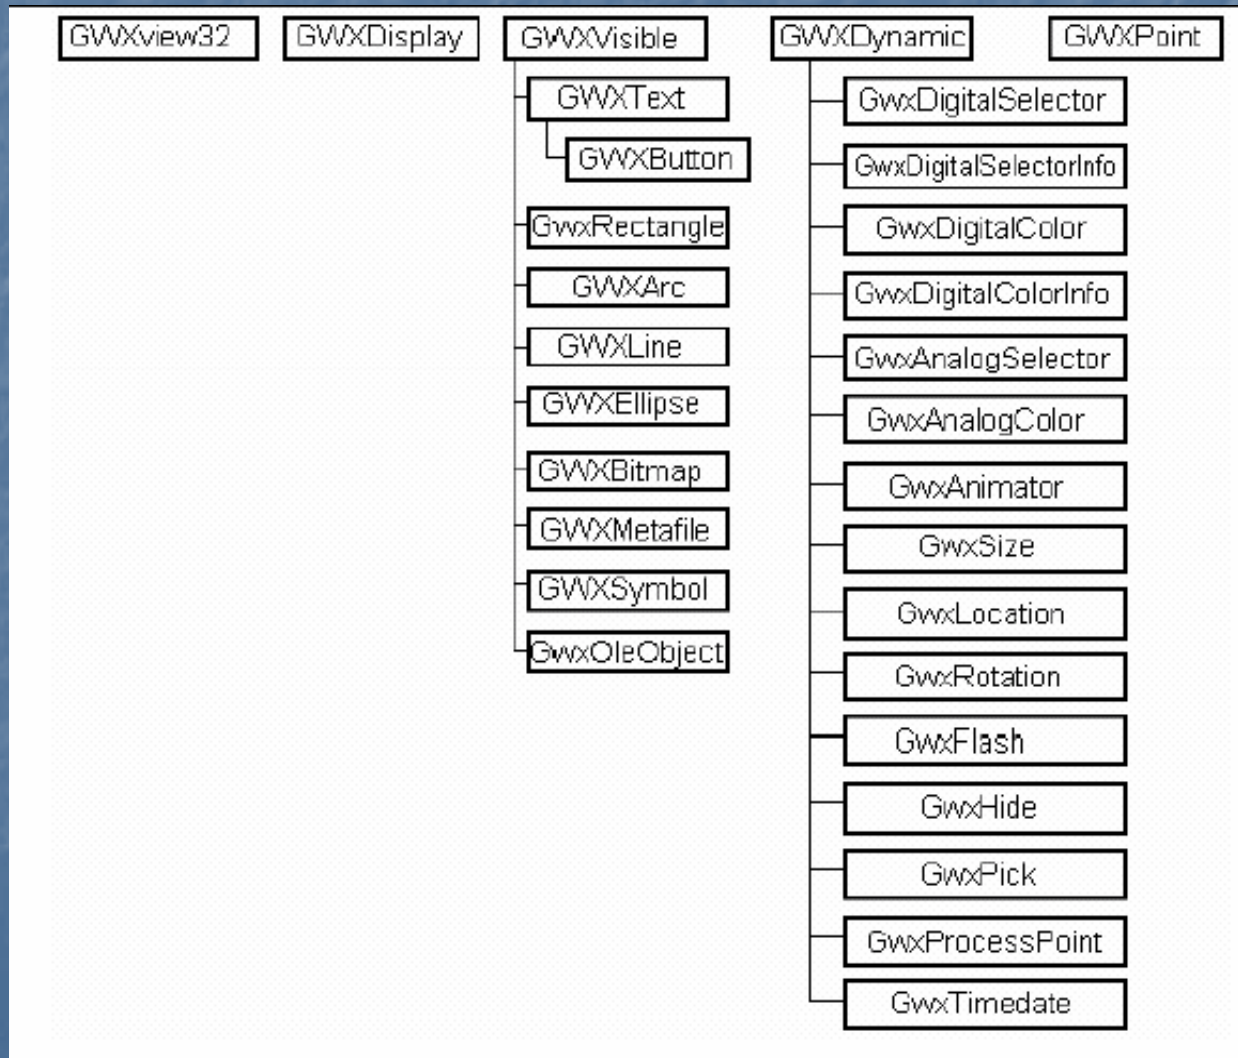 GWXview32
GWXDisplay
GWXVisible
GWXDynamic
GWXPoint
GWXText
GWXButton
GwxRectangle
GWXArc
GWXLine
GWXEllipse
GWXBitmap
GWXMetafile
GWXSymbol
GwxOleObject
GwxDigitalSelector
GwxDigitalSelectorInfo
GwxDigitalColor
GwxDigitalColorInfo
GwxAnalogSelector
GwxAnalogColor
GwxAnimator
GwxSize
GwxLocation
GwxRotation
GwxFlash
GwxHide
GwxPick
GwxProcessPoint
GwxTimedate